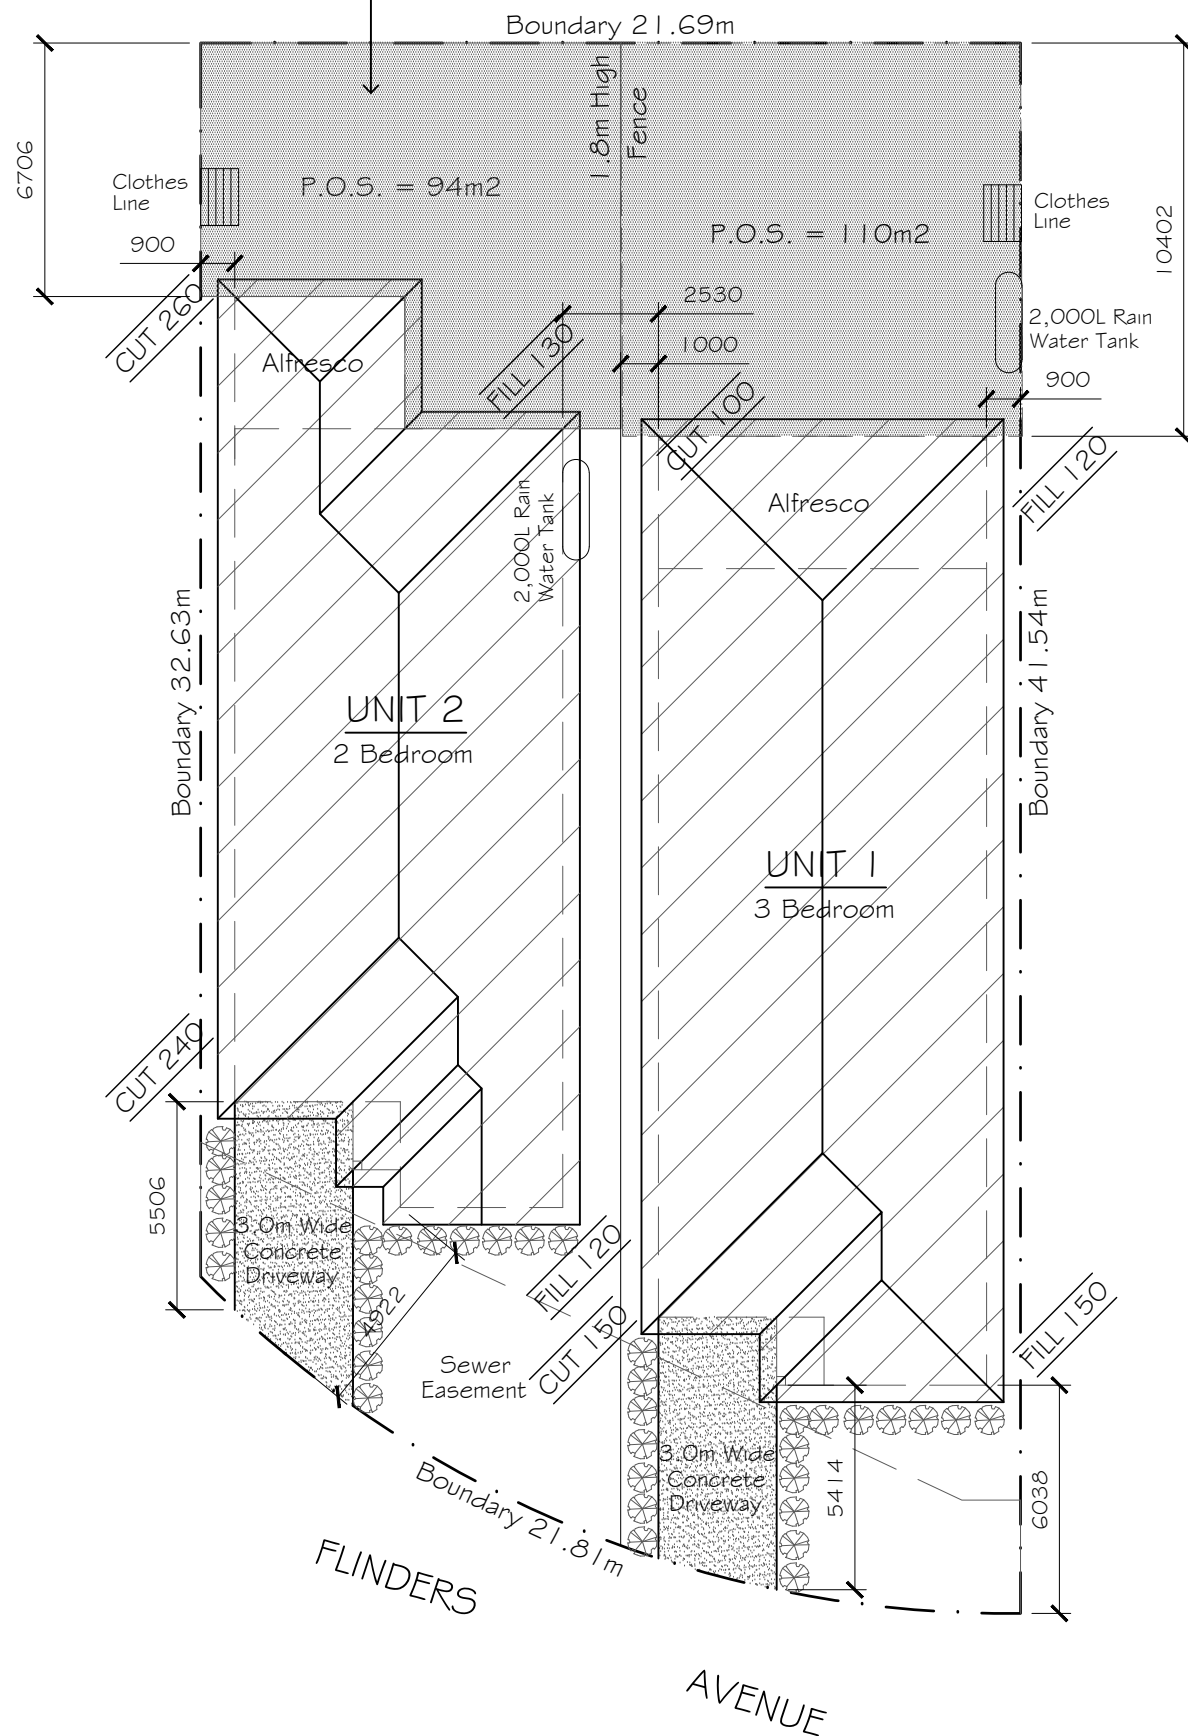 Boundary 21.69m
1.8m High
Fence
6706
Clothes
Line
P.O.S. = 94m2
Clothes
Line
P.O.S. = 110m2
10402
900
2530
CUT 260
2,000L Rain
Water Tank
1000
FILL 130
Alfresco
900
CUT 100
FILL 120
Alfresco
2,000L Rain
Water Tank
Boundary 32.63m
Boundary 41.54m
UNIT 2
2 Bedroom
UNIT 1
3 Bedroom
CUT 240
5506
3.0m Wide
Concrete
Driveway
FILL 120
4922
CUT 150
FILL 150
Sewer
Easement
3.0m Wide
Concrete
Driveway
5414
6038
Boundary 21.81m
FLINDERS
AVENUE